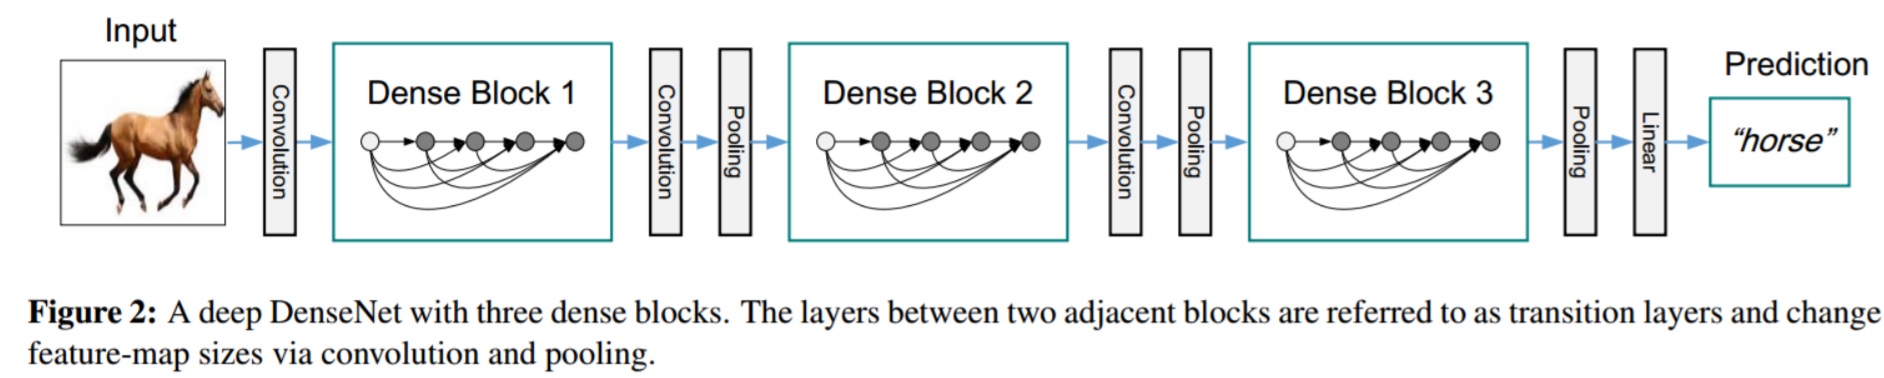 Input
Convolution
Dense Block 1
Convolution
Pooling
Dense Block 2
Convolution
Pooling
Dense Block 3
Pooling
Linear
Prediction
“horse”
Figure 2: A deep DenseNet with three dense blocks. The layers between two adjacent blocks are referred to as transition layers and change
feature-map sizes via convolution and pooling.